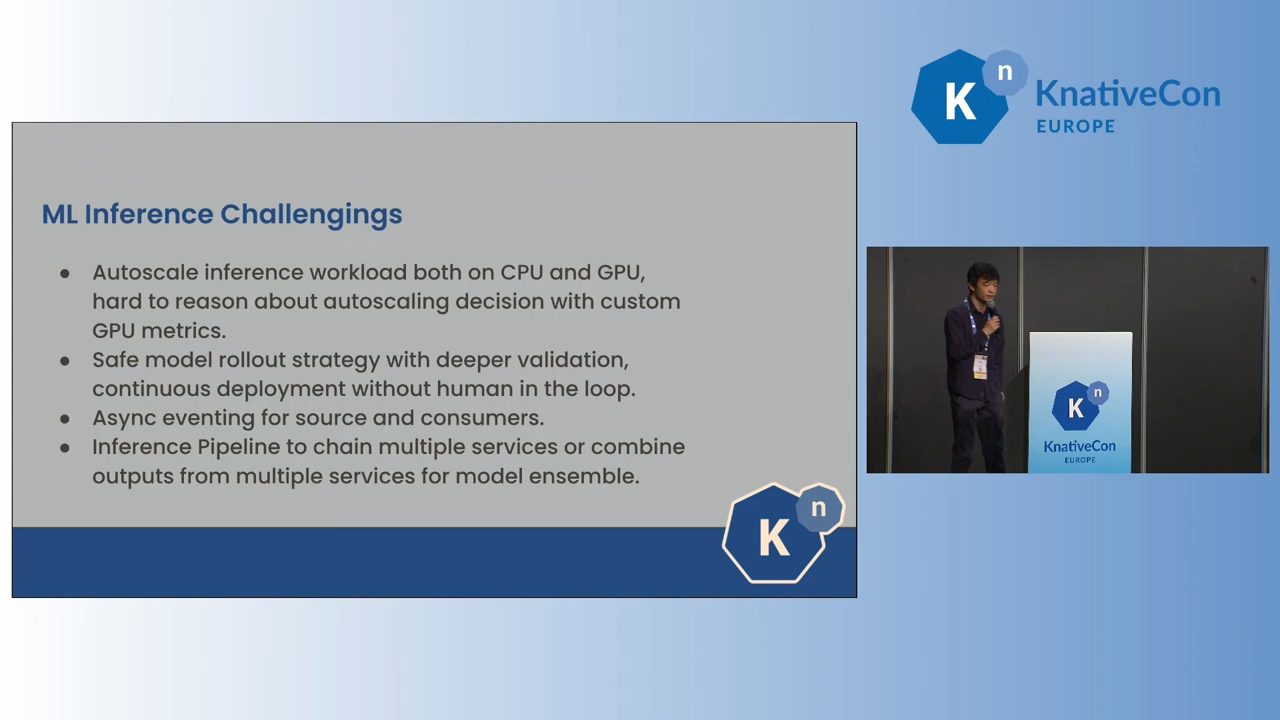 K n
KnativeCon
EUROPE
ML Inference Challengings
● Autoscale inference workload both on CPU and GPU,
hard to reason about autoscaling decision with custom
GPU metrics.
● Safe model rollout strategy with deeper validation,
continuous deployment without human in the loop.
● Async eventing for source and consumers.
● Inference Pipeline to chain multiple services or combine
outputs from multiple services for model ensemble.
K n
K n
KnativeCon
EUROPE